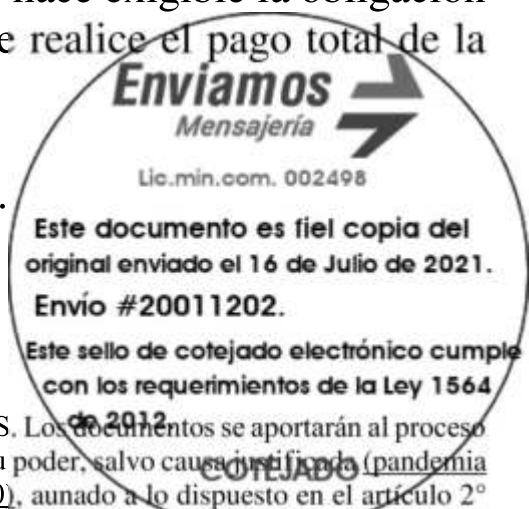 hace exigible la obligación
realice el pago total de la
Enviamos
Mensajería
Lic.min.com. 002498
Este documento es fiel copia del
original enviado el 16 de Julio de 2021.
Envío #20011202.
Este sello de cotejado electrónico cumple
con los requerimientos de la Ley 1564
de 2012.
S. Los documentos se aportarán al proceso
poder, salvo causa justificada (pandemia
COTEJADO
), aunado a lo dispuesto en el artículo 2°